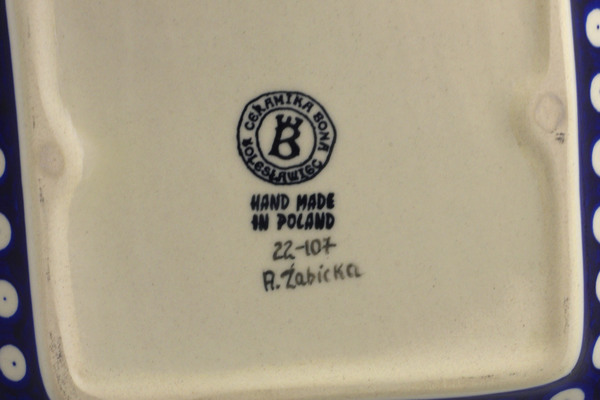 CERAMIKA BONA
BOLESŁAWIEC
B
HAND MADE
IN POLAND
22-107
A. Żabicka